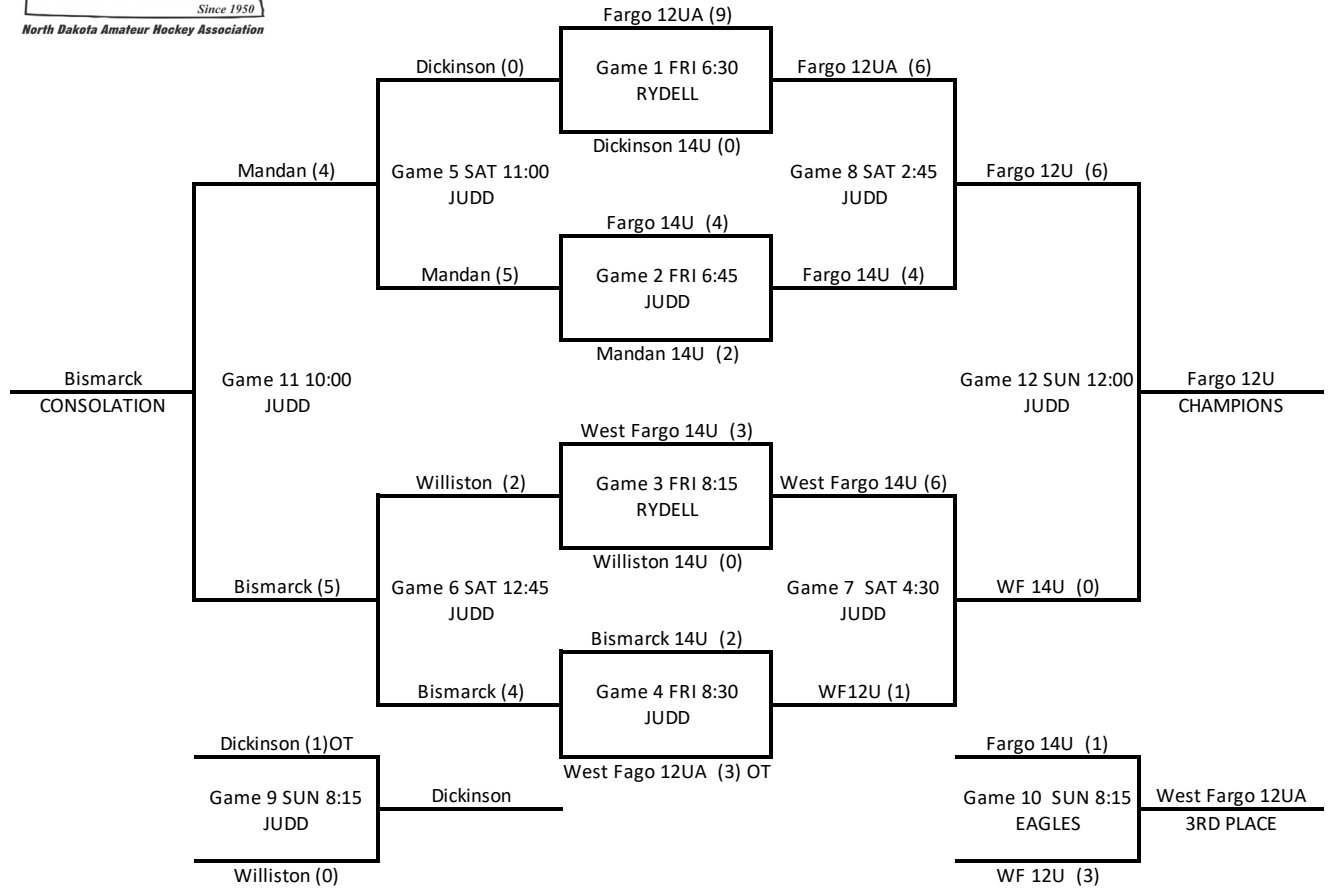 Since 1950
North Dakota Amateur Hockey Association
Fargo 12UA (9)
Dickinson (0)
Game 1 FRI 6:30
RYDELL
Fargo 12UA (6)
Dickinson 14U (0)
Mandan (4)
Game 5 SAT 11:00
JUDD
Game 8 SAT 2:45
JUDD
Fargo 12U (6)
Fargo 14U (4)
Mandan (5)
Game 2 FRI 6:45
JUDD
Fargo 14U (4)
Mandan 14U (2)
Bismarck
CONSOLATION
Game 11 10:00
JUDD
Game 12 SUN 12:00
JUDD
Fargo 12U
CHAMPIONS
West Fargo 14U (3)
Williston (2)
Game 3 FRI 8:15
RYDELL
West Fargo 14U (6)
Williston 14U (0)
Bismarck (5)
Game 6 SAT 12:45
JUDD
Game 7 SAT 4:30
JUDD
WF 14U (0)
Bismarck 14U (2)
Bismarck (4)
Game 4 FRI 8:30
JUDD
WF12U (1)
West Fago 12UA (3) OT
Dickinson (1)OT
Game 9 SUN 8:15
JUDD
Dickinson
Williston (0)
Fargo 14U (1)
Game 10 SUN 8:15
EAGLES
West Fargo 12UA
3RD PLACE
WF 12U (3)